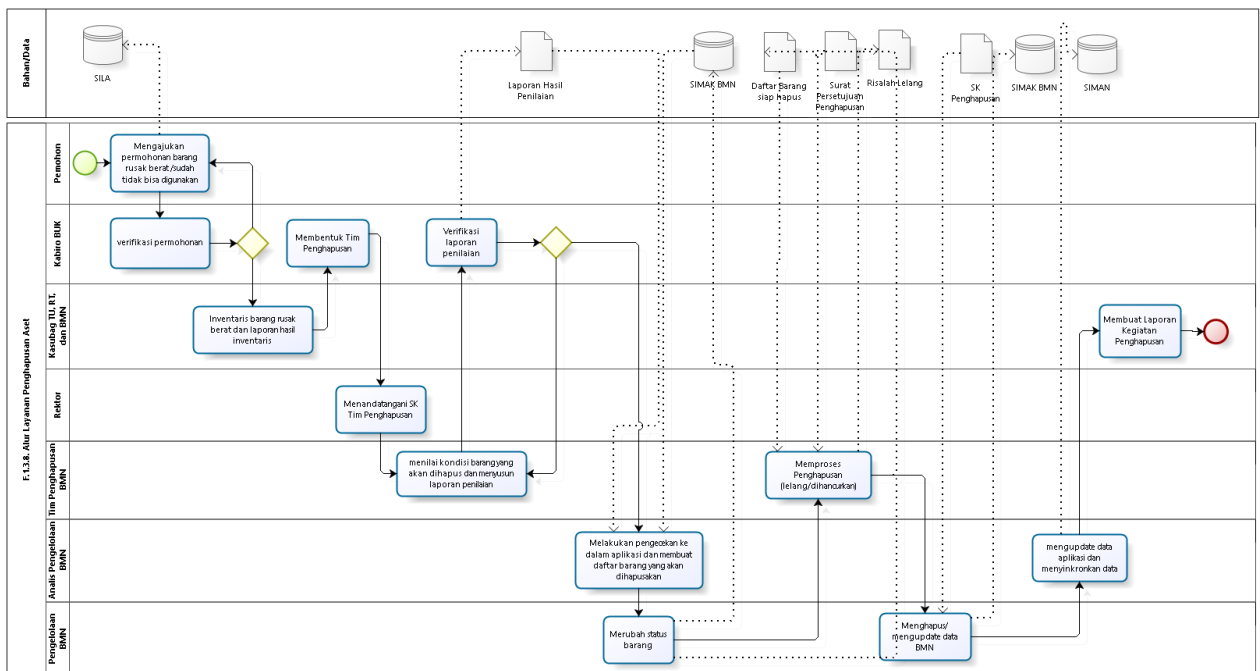 Bahan/Data
SILA
Laporan Hasil
Penilaian
SIMAK BMN
Daftar Barang
siap hapus
Surat
Persetujuan
Penghapusan
Risalah Lelang
SK
Penghapusan
SIMAK BMN
SIMAN
F.1.3.8. Alur Layanan Penghapusan Aset
Pemohon
Mengajukan
permohonan barang
rusak berat/sudah
tidak bisa digunakan
Kabiro BUK
verifikasi permohonan
Membentuk Tim
Penghapusan
Verifikasi
laporan
penilaian
Kasubag TU, RT,
dan BMN
Inventaris barang rusak
berat dan laporan hasil
inventaris
Membuat Laporan
Kegiatan
Penghapusan
Rektor
Menandatangani SK
Tim Penghapusan
Tim Penghapusan
BMN
menilai kondisi barang yang
akan dihapus dan menyusun
laporan penilaian
Memproses
Penghapusan
(lelang/dihancurkan)
Analis Pengelolaan
BMN
Melakukan pengecekan ke
dalam aplikasi dan membuat
daftar barang yang akan
dihapusakan
mengupdate data
aplikasi dan
menyinkronkan data
Pengelolaan
BMN
Merubah status
barang
Menghapus/
mengupdate data
BMN